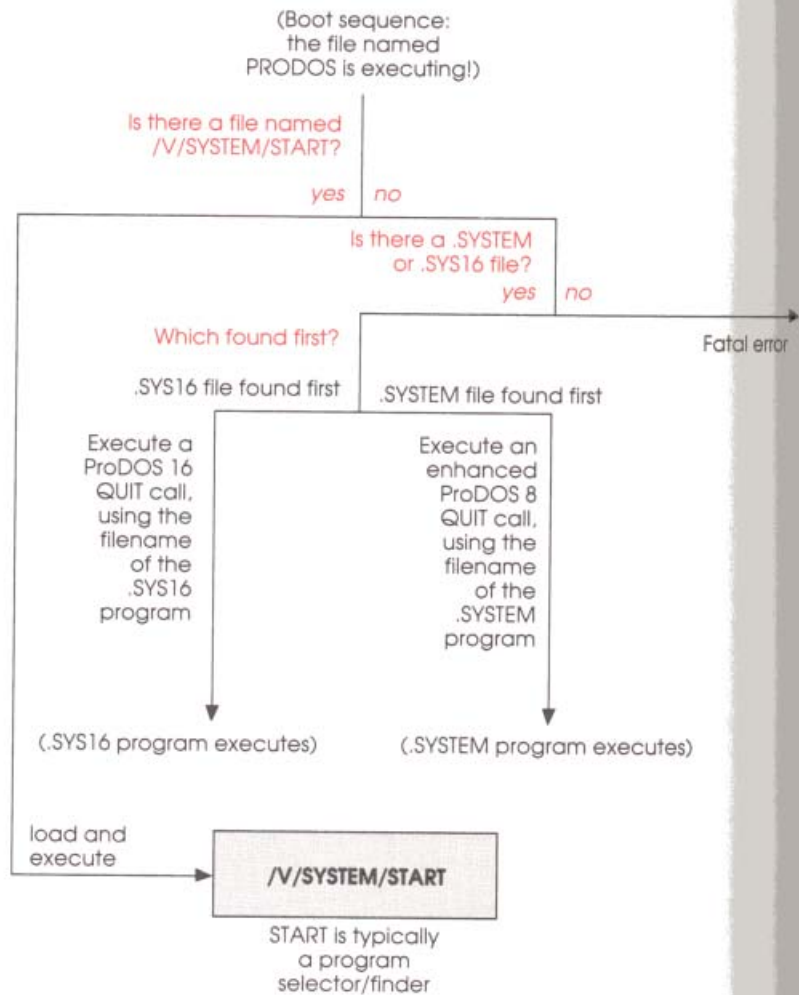 (Boot sequence:
the file named
PRODOS is executing!)
Is there a file named
/V/SYSTEM/START?
yes no
Is there a .SYSTEM
or .SYS16 file?
yes no
Which found first?
Fatal error
.SYS16 file found first
.SYSTEM file found first
Execute a
ProDOS 16
QUIT call,
using the
filename
of the
.SYS16
program
Execute an
enhanced
ProDOS 8
QUIT call,
using the
filename
of the
.SYSTEM
program
(.SYS16 program executes)
(.SYSTEM program executes)
load and
execute
/V/SYSTEM/START
START is typically
a program
selector/finder